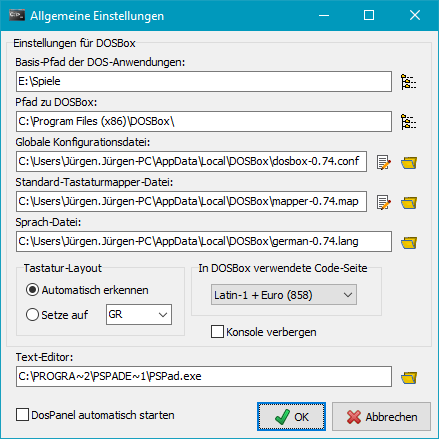 Allgemeine Einstellungen
Einstellungen für DOSBox
Basis-Pfad der DOS-Anwendungen:
E:\Spiele
Pfad zu DOSBox:
C:\Program Files (x86)\DOSBox\
Globale Konfigurationsdatei:
C:\Users\Jürgen.Jürgen-PC\AppData\Local\DOSBox\dosbox-0.74.conf
Standard-Tastaturmapper-Datei:
C:\Users\Jürgen.Jürgen-PC\AppData\Local\DOSBox\mapper-0.74.map
Sprach-Datei:
C:\Users\Jürgen.Jürgen-PC\AppData\Local\DOSBox\german-0.74.lang
Tastatur-Layout
Automatisch erkennen
Setze auf GR
In DOSBox verwendete Code-Seite
Latin-1 + Euro (858)
Konsole verbergen
Text-Editor:
C:\PROGRA~2\PSPADE~1\PSPad.exe
DosPanel automatisch starten
OK Abbrechen